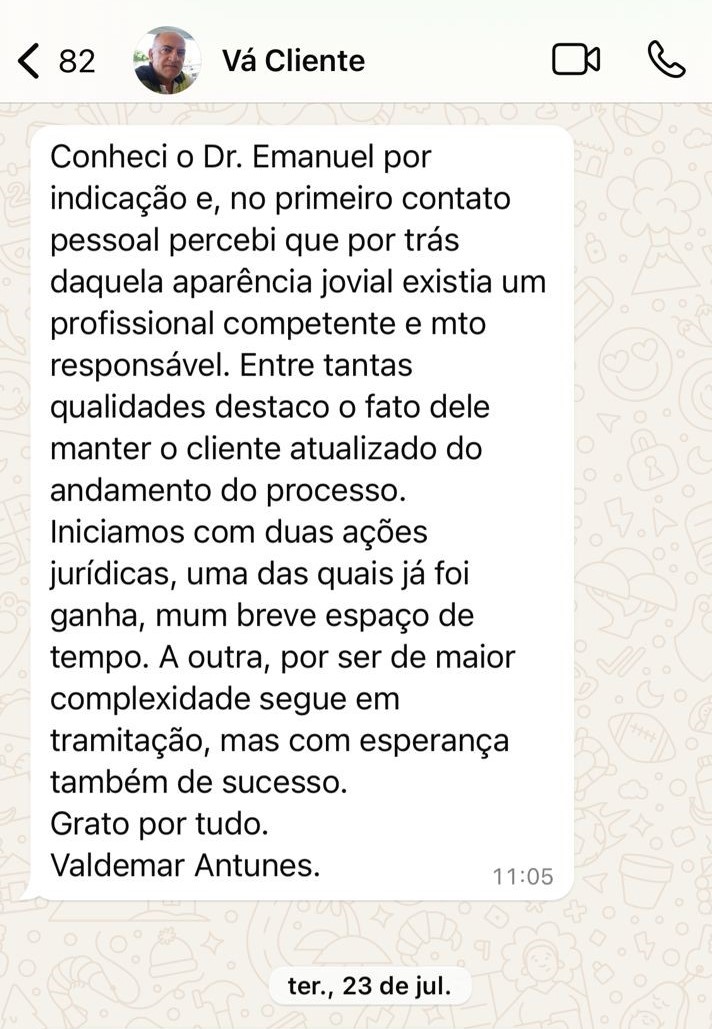 82
Vá Cliente
Conheci o Dr. Emanuel por
indicação e, no primeiro contato
pessoal percebi que por trás
daquela aparência jovial existia um
profissional competente e mto
responsável. Entre tantas
qualidades destaco o fato dele
manter o cliente atualizado do
andamento do processo.
Iniciamos com duas ações
jurídicas, uma das quais já foi
ganha, mum breve espaço de
tempo. A outra, por ser de maior
complexidade segue em
tramitação, mas com esperança
também de sucesso.
Grato por tudo.
Valdemar Antunes.
11:05
ter., 23 de jul.